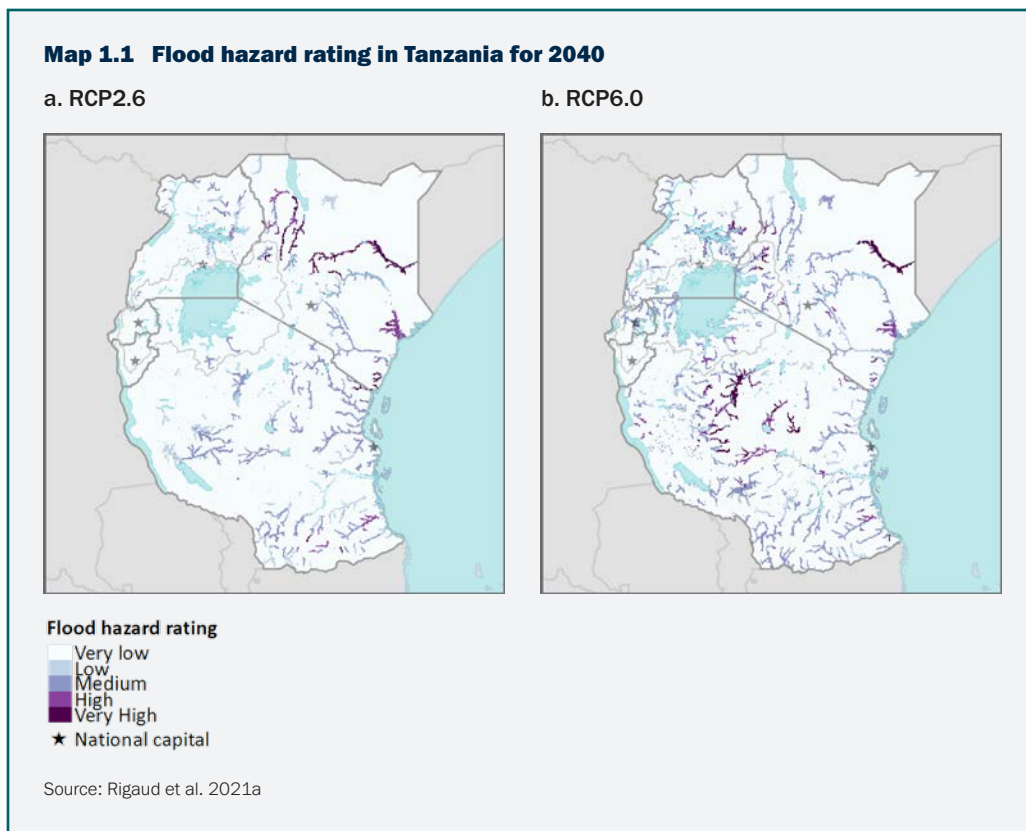 Map 1.1 Flood hazard rating in Tanzania for 2040
a. RCP2.6
b. RCP6.0
Flood hazard rating
Very low
Low
Medium
High
Very High
National capital
Source: Rigaud et al. 2021a